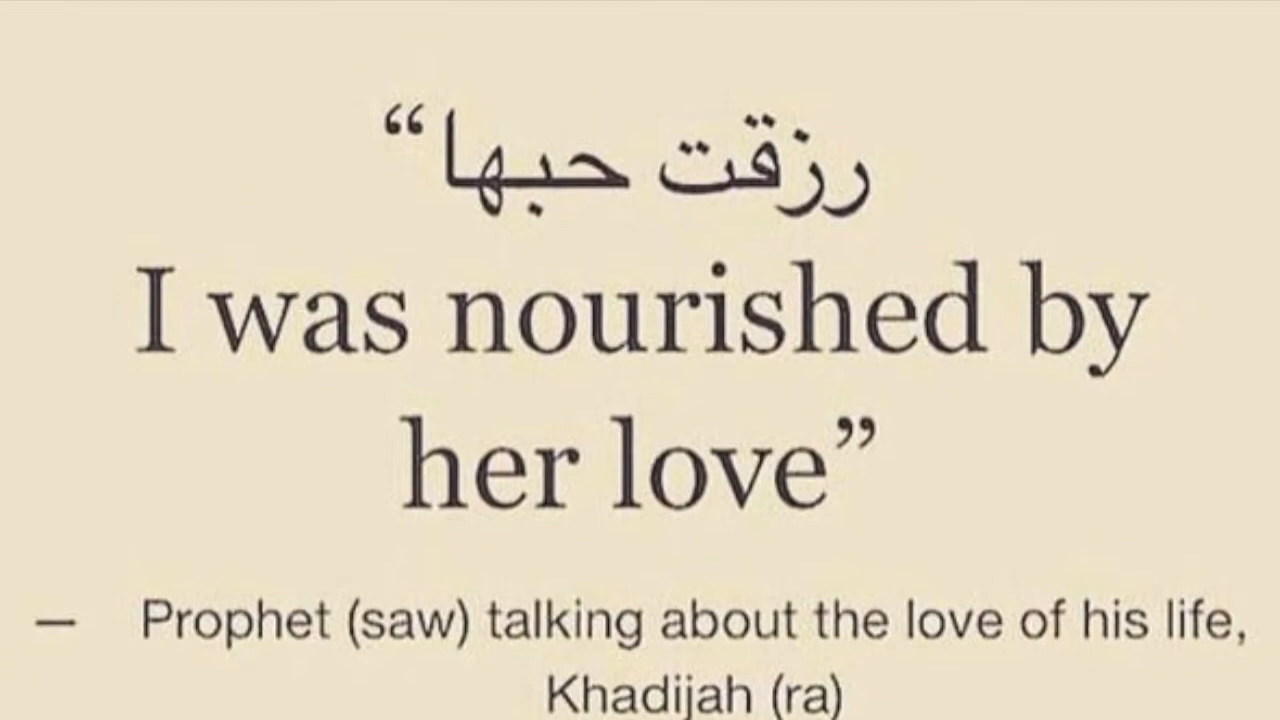 “رزقت حبها
I was nourished by
her love”
— Prophet (saw) talking about the love of his life,
Khadijah (ra)